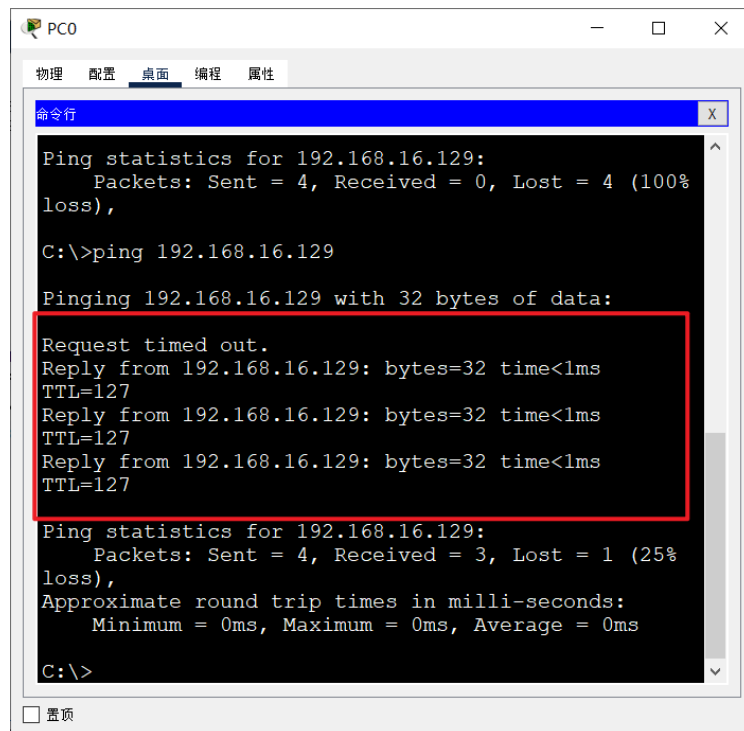 PC0
物理 配置 桌面 编程 属性
命令行 X
Ping statistics for 192.168.16.129:
Packets: Sent = 4, Received = 0, Lost = 4 (100%
loss),
C:\>ping 192.168.16.129
Pinging 192.168.16.129 with 32 bytes of data:
Request timed out.
Reply from 192.168.16.129: bytes=32 time<1ms
TTL=127
Reply from 192.168.16.129: bytes=32 time<1ms
TTL=127
Reply from 192.168.16.129: bytes=32 time<1ms
TTL=127
Ping statistics for 192.168.16.129:
Packets: Sent = 4, Received = 3, Lost = 1 (25%
loss),
Approximate round trip times in milli-seconds:
Minimum = 0ms, Maximum = 0ms, Average = 0ms
C:\>
置顶